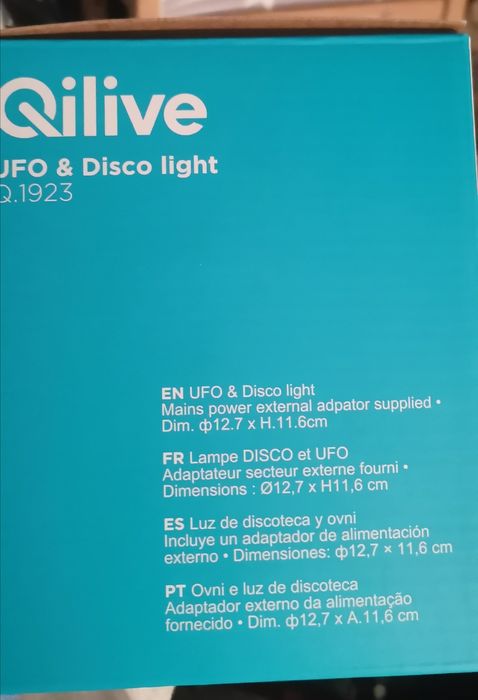 Qilive
UFO & Disco light
Q.1923
EN UFO & Disco light
Mains power external adpator supplied •
Dim. ф12.7 x H.11.6cm
FR Lampe DISCO et UFO
Adaptateur secteur externe fourni •
Dimensions : Ø12,7 x H11,6 cm
ES Luz de discoteca y ovni
Incluye un adaptador de alimentación
externo • Dimensiones: ф12,7 × 11,6 cm
PT Ovni e luz de discoteca
Adaptador externo da alimentação
fornecido • Dim. ф12,7 x A.11,6 cm